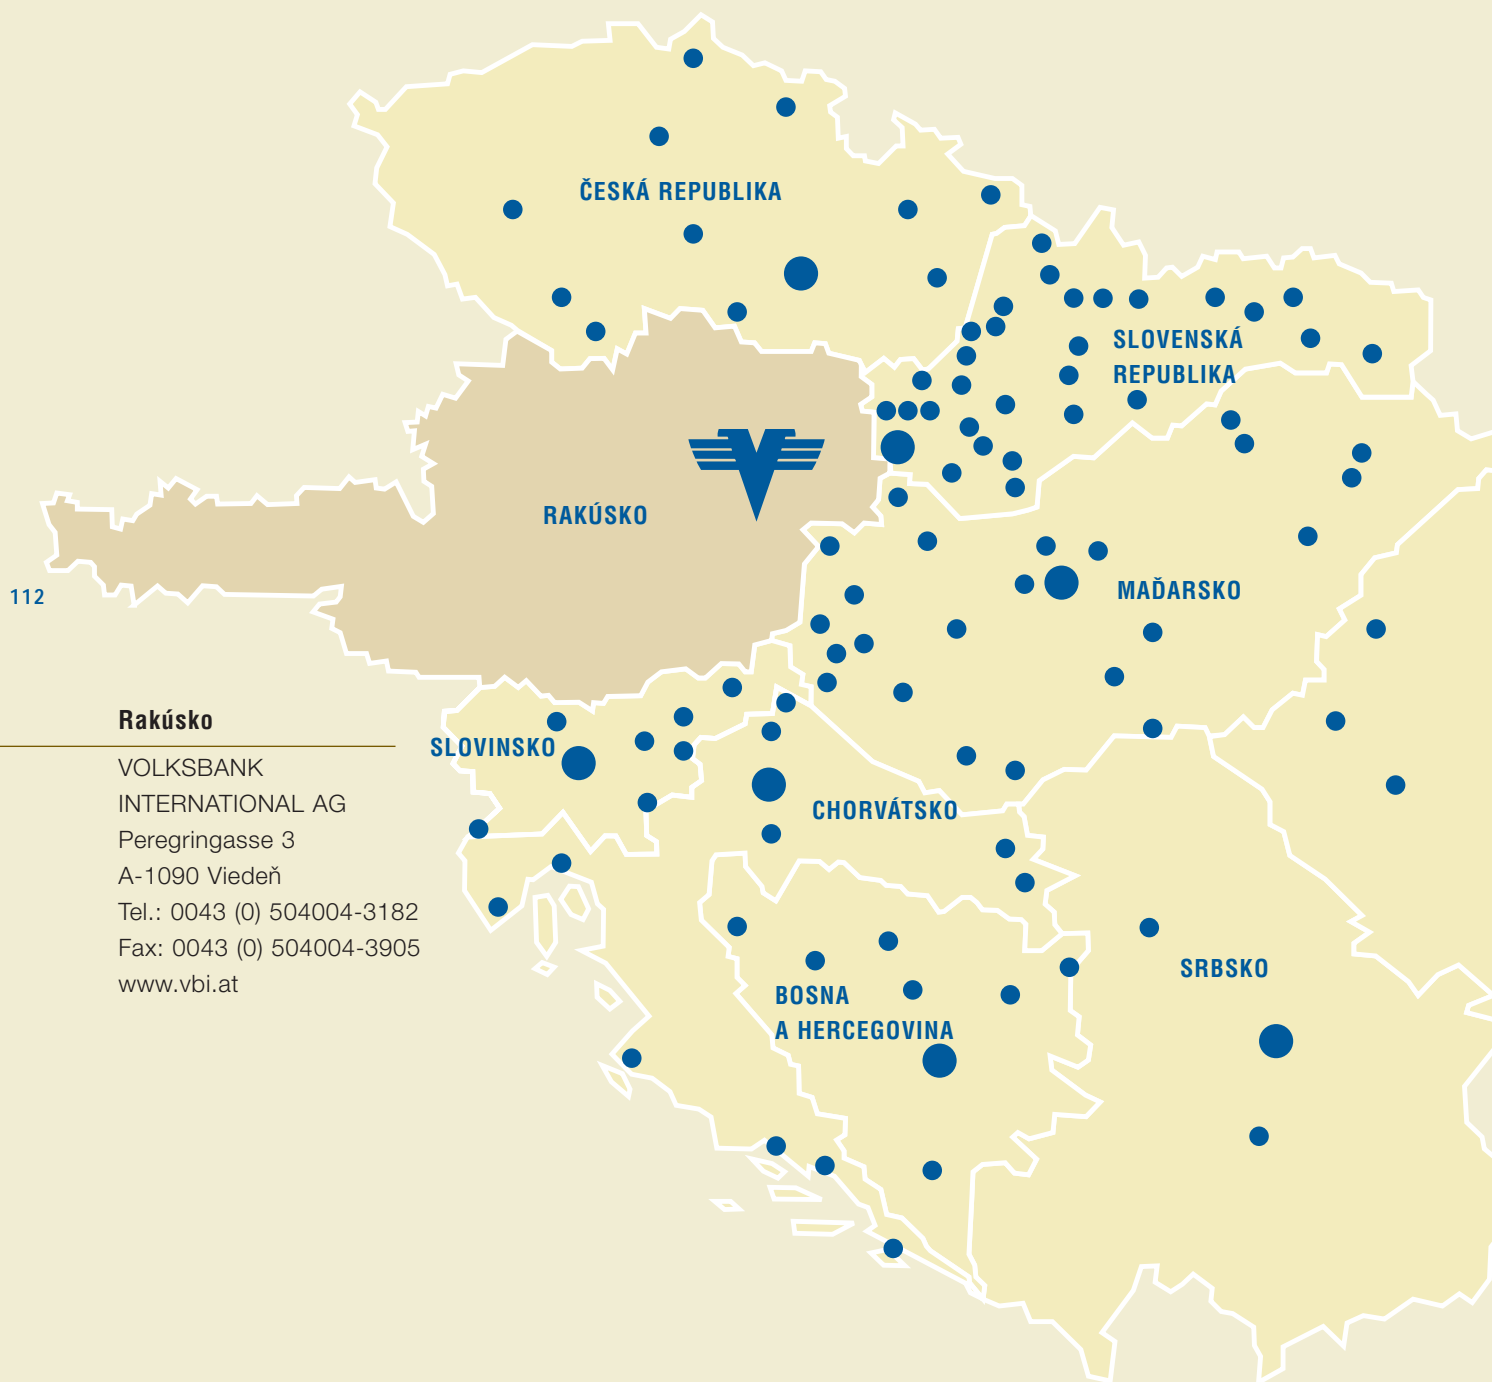 ČESKÁ REPUBLIKA
SLOVENSKÁ
REPUBLIKA
RAKÚSKO
MAĎARSKO
112
Rakúsko
VOLKSBANK
INTERNATIONAL AG
Peregringasse 3
A-1090 Viedeň
Tel.: 0043 (0) 504004-3182
Fax: 0043 (0) 504004-3905
www.vbi.at
SLOVINSKO
CHORVÁTSKO
BOSNA
A HERCEGOVINA
SRBSKO